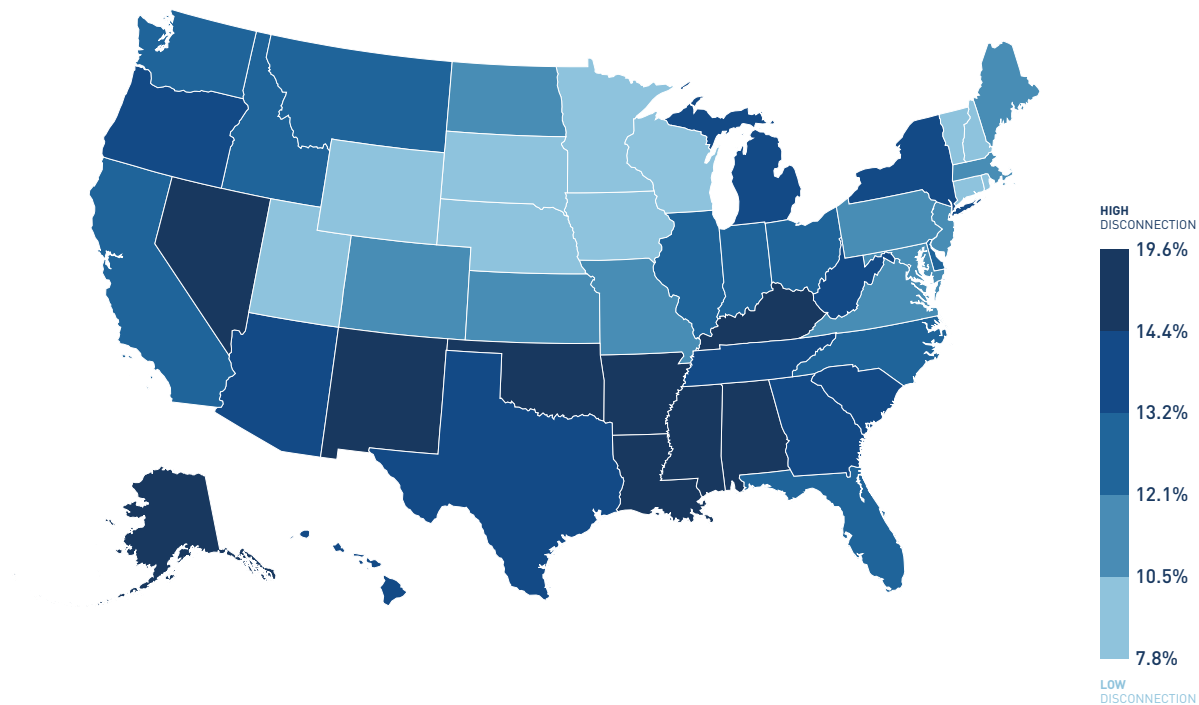 HIGH
DISCONNECTION
19.6%
14.4%
13.2%
12.1%
10.5%
7.8%
LOW
DISCONNECTION